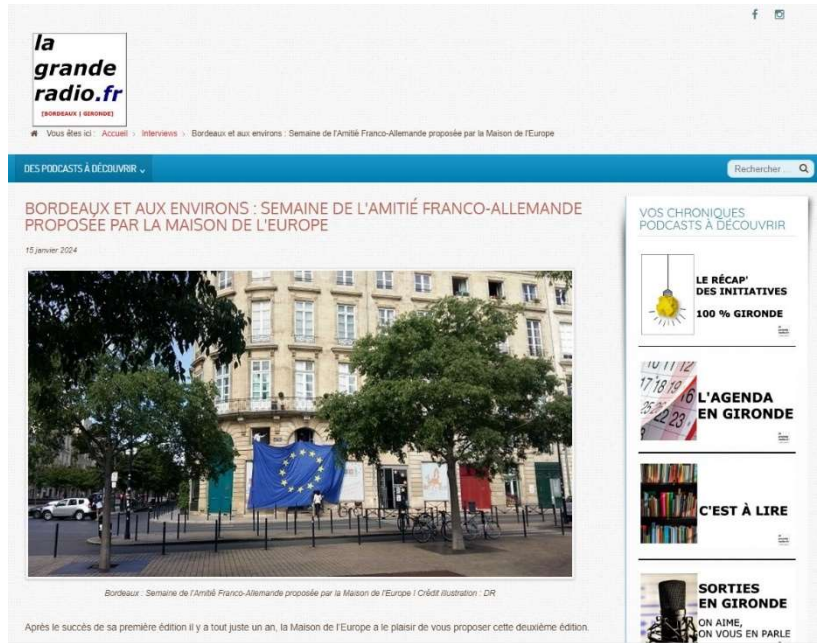 la
grande
radio.fr
[BORDEAUX | GIRONDE]
Vous êtes ici : Accueil › Interviews › Bordeaux et aux environs : Semaine de l'Amitié Franco-Allemande proposée par la Maison de l'Europe
DES PODCASTS À DÉCOUVRIR
Rechercher ...
BORDEAUX ET AUX ENVIRONS : SEMAINE DE L'AMITIÉ FRANCO-ALLEMANDE
PROPOSÉE PAR LA MAISON DE L'EUROPE
15 janvier 2024
Bordeaux : Semaine de l'Amitié Franco-Allemande proposée par la Maison de l'Europe I Crédit illustration : DR
Après le succès de sa première édition il y a tout juste un an, la Maison de l'Europe a le plaisir de vous proposer cette deuxième édition.
VOS CHRONIQUES
PODCASTS À DÉCOUVRIR
LE RÉCAP'
DES INITIATIVES
100 % GIRONDE
L'AGENDA
EN GIRONDE
C'EST À LIRE
SORTIES
EN GIRONDE
ON AIME,
ON VOUS EN PARLE